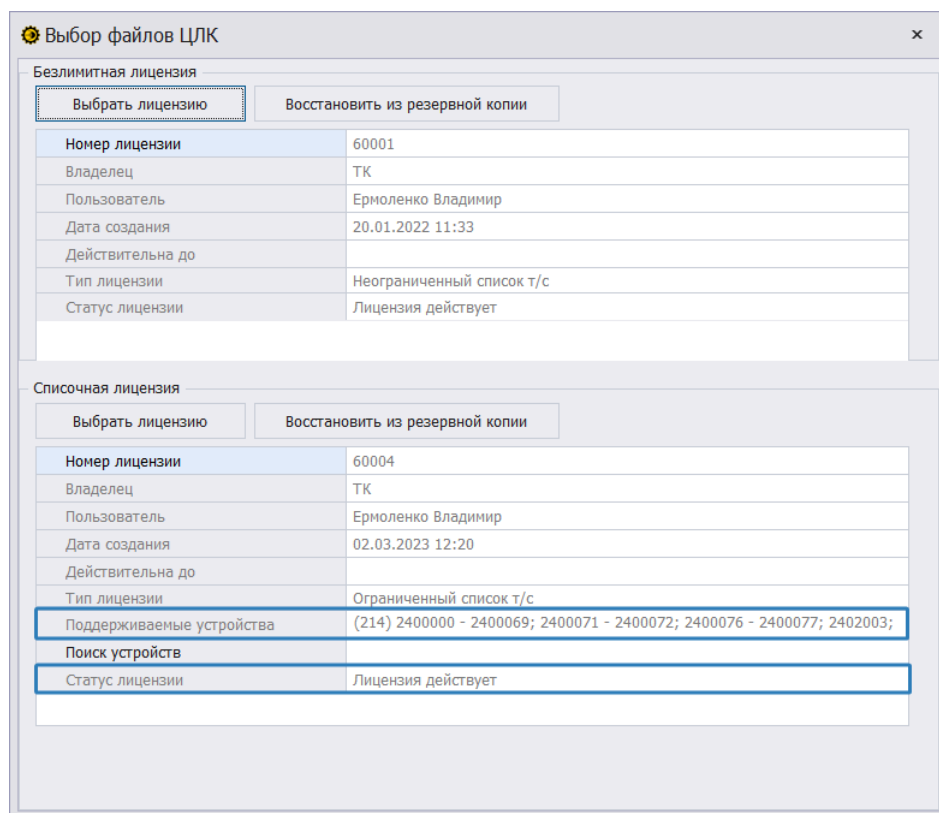 Выбор файлов ЦЛК
Безлимитная лицензия
Выбрать лицензию Восстановить из резервной копии
Номер лицензии 60001
Владелец ТК
Пользователь Ермоленко Владимир
Дата создания 20.01.2022 11:33
Действительна до
Тип лицензии Неограниченный список т/с
Статус лицензии Лицензия действует
Списочная лицензия
Выбрать лицензию Восстановить из резервной копии
Номер лицензии 60004
Владелец ТК
Пользователь Ермоленко Владимир
Дата создания 02.03.2023 12:20
Действительна до
Тип лицензии Ограниченный список т/с
Поддерживаемые устройства (214) 2400000 - 2400069; 2400071 - 2400072; 2400076 - 2400077; 2402003;
Поиск устройств
Статус лицензии Лицензия действует